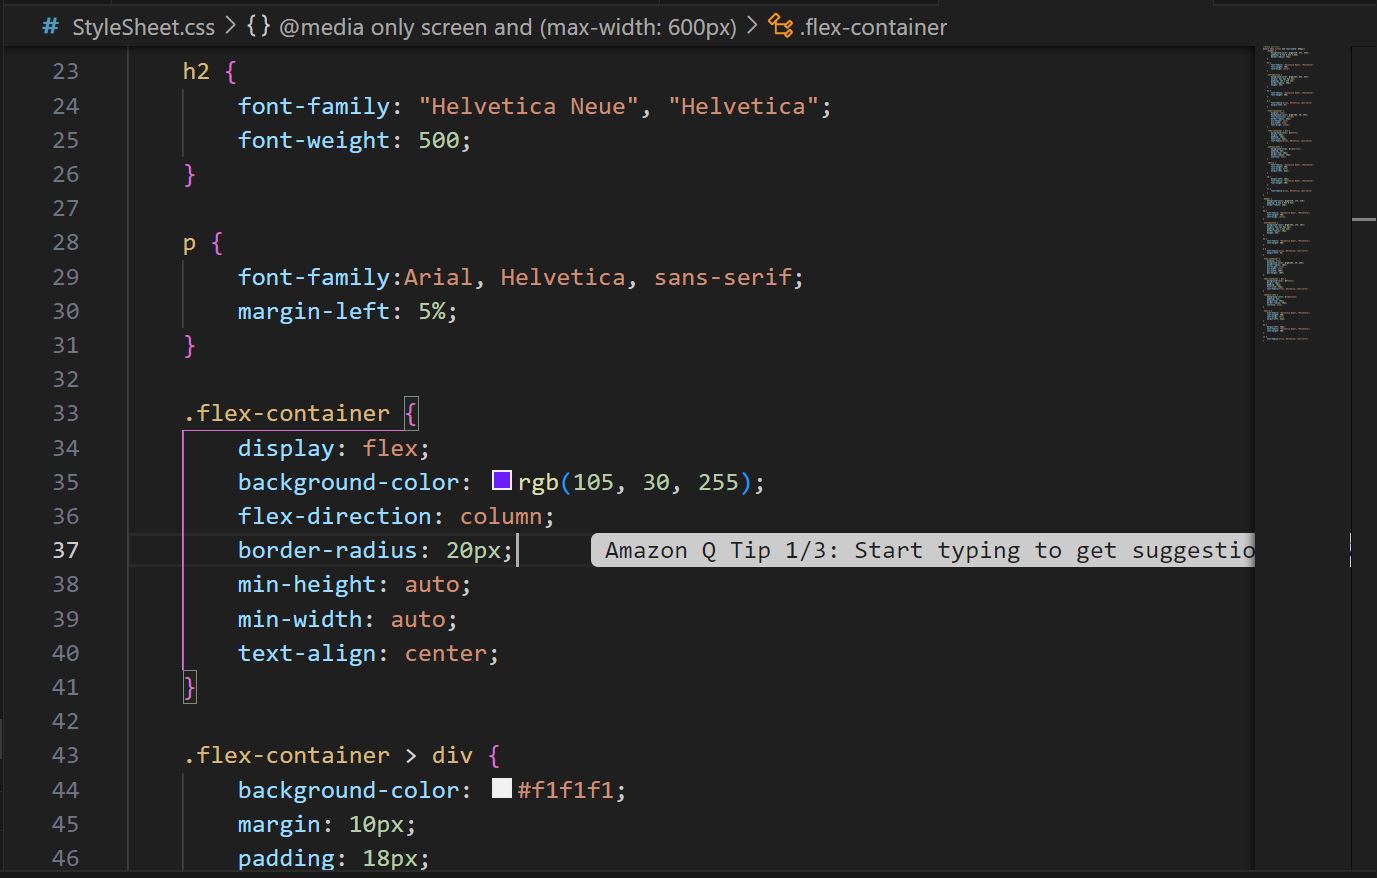 # StyleSheet.css > {} @media only screen and (max-width: 600px) > .flex-container
23 h2 {
24 font-family: "Helvetica Neue", "Helvetica";
25 font-weight: 500;
26 }
27
28 p {
29 font-family:Arial, Helvetica, sans-serif;
30 margin-left: 5%;
31 }
32
33 .flex-container {
34 display: flex;
35 background-color: rgb(105, 30, 255);
36 flex-direction: column;
37 border-radius: 20px; Amazon Q Tip 1/3: Start typing to get suggestio
38 min-height: auto;
39 min-width: auto;
40 text-align: center;
41 }
42
43 .flex-container > div {
44 background-color: #f1f1f1;
45 margin: 10px;
46 padding: 18px;